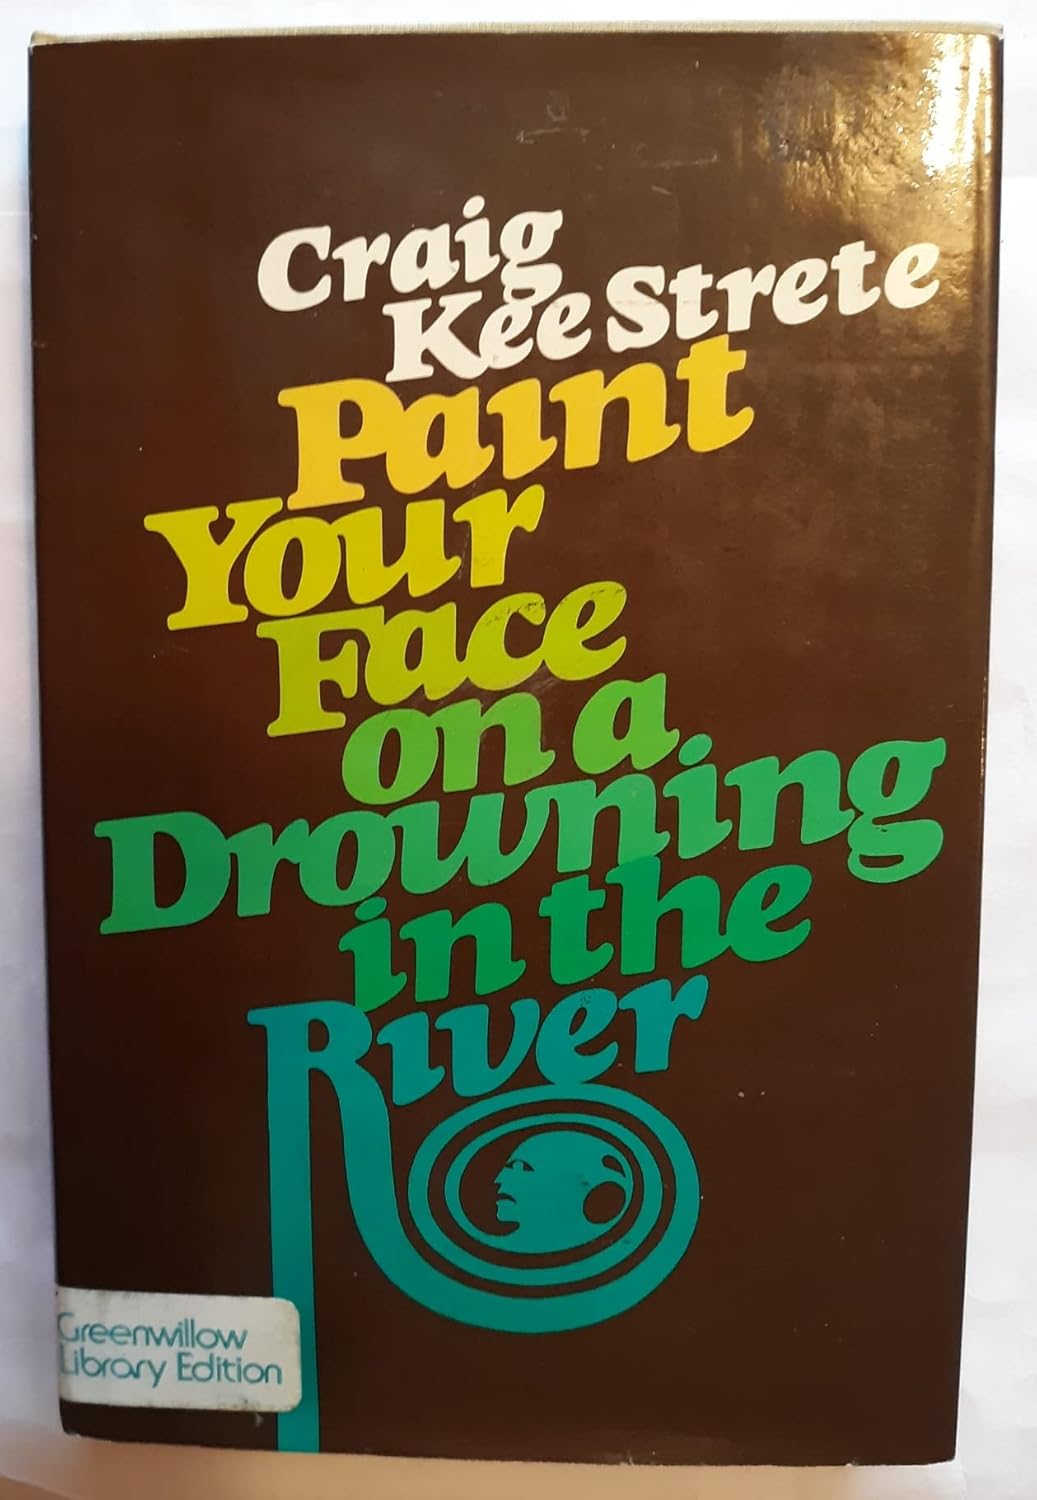 Craig
Kee Strete
Paint
Your
Face
on a
Drowning
in the
River
Greenwillow
Library Edition